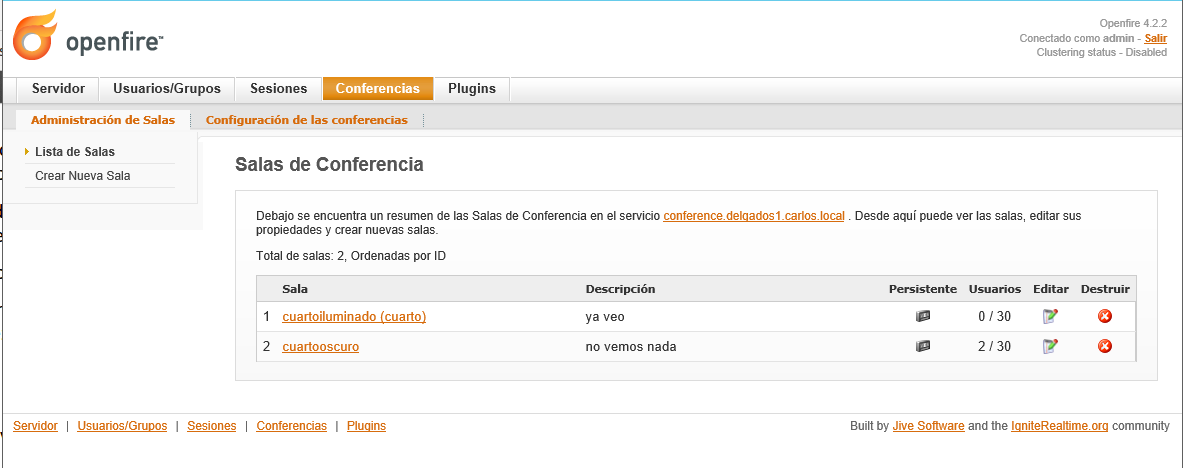 openfire™
Openfire 4.2.2
Conectado como admin - Salir
Clustering status - Disabled
Servidor Usuarios/Grupos Sesiones Conferencias Plugins
Administración de Salas Configuración de las conferencias
Lista de Salas
Crear Nueva Sala
Salas de Conferencia
Debajo se encuentra un resumen de las Salas de Conferencia en el servicio conference.delgados1.carlos.local . Desde aquí puede ver las salas, editar sus
propiedades y crear nuevas salas.
Total de salas: 2, Ordenadas por ID
Sala Descripción Persistente Usuarios Editar Destruir
1 cuartoiluminado (cuarto) ya veo 0 / 30
2 cuartooscuro no vemos nada 2 / 30
Servidor | Usuarios/Grupos | Sesiones | Conferencias | Plugins
Built by Jive Software and the IgniteRealtime.org community